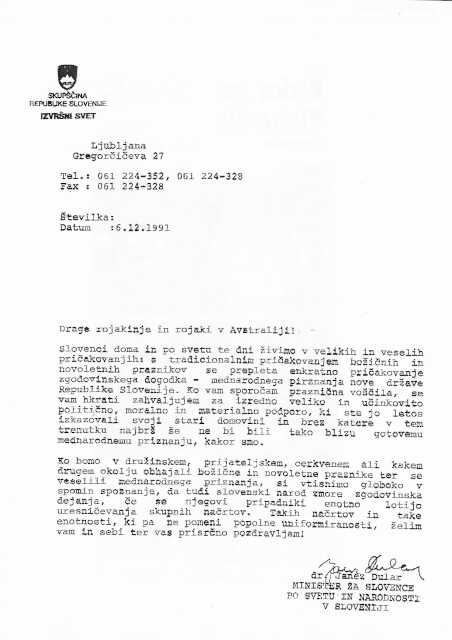 SKUPŠČINA
REPUBLIKE SLOVENIJE
IZVRŠNI SVET
Ljubljana
Gregorčičeva 27
Tel.: 061 224-352, 061 224-328
Fax : 061 224-328
Številka:
Datum :6.12.1991
Drage rojakinje in rojaki v Avstraliji!
Slovenci doma in po svetu te dni živimo v velikih in veselih
pričakovanjih: s tradicionalnim pričakovanjem božičnih in
novoletnih praznikov se prepleta enkratno pričakovanje
zgodovinskega dogodka - mednarodnega pirznanja nove države
Republike Slovenije. Ko vam sporočam praznična voščila, se
vam hkrati zahvaljujem za izredno veliko in učinkovito
politično, moralno in materialno podporo, ki ste jo letos
izkazovali svoji stari domovini in brez katere v tem
trenutku najbrž še ne bi bili tako blizu gotovemu
mednarodnemu priznanju, kakor smo.
Ko bomo v družinskem, prijateljskem, cerkvenem ali kakem
drugem okolju obhajali božične in novoletne praznike ter se
veselili mednarodnega priznanja, si vtisnimo globoko v
spomin spoznanje, da tudi slovenski narod zmore zgodovinska
dejanja, če se njegovi pripadniki enotno lotijo
uresničevanja skupnih načrtov. Takih načrtov in take
enotnosti, ki pa ne pomeni popolne uniformiranosti, želim
vam in sebi ter vas prisrčno pozdravljam!
dr. Janez Dular
MINISTER ZA SLOVENCE
PO SVETU IN NARODNOSTI
V SLOVENIJI